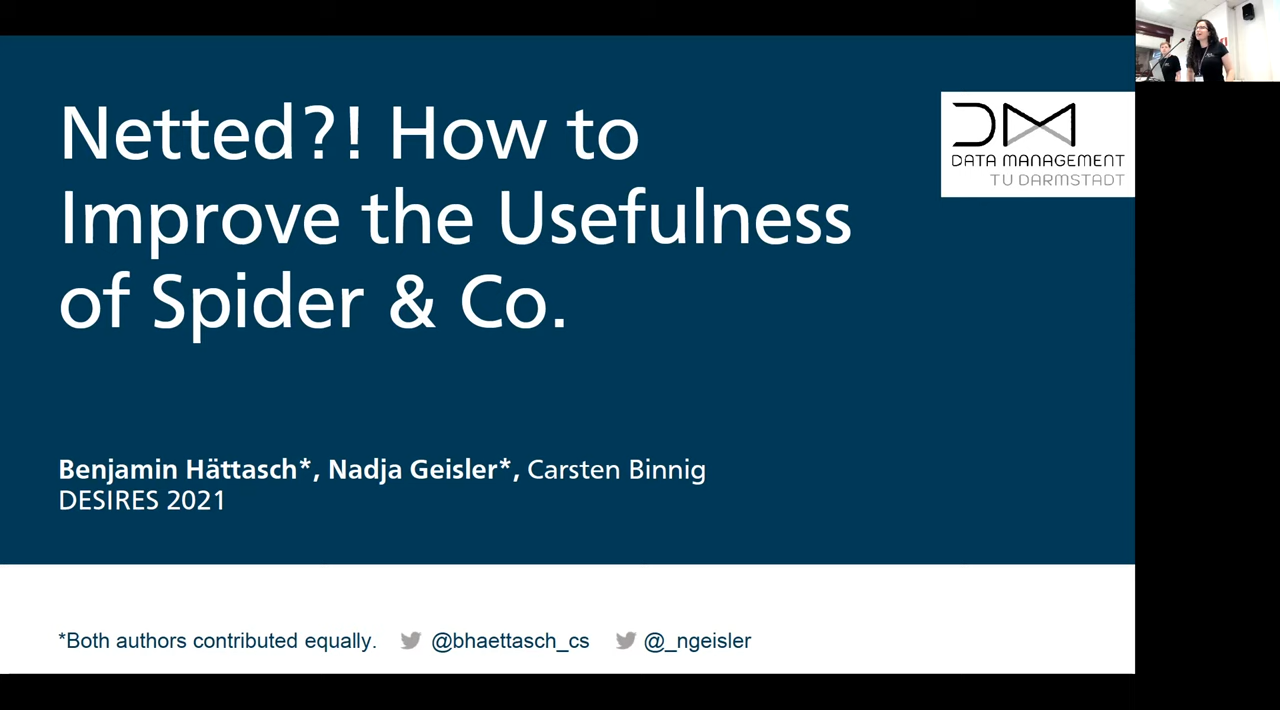 Netted?! How to
Improve the Usefulness
of Spider & Co.
DM
DATA MANAGEMENT
TU DARMSTADT
Benjamin Hättasch*, Nadja Geisler*, Carsten Binnig
DESIRES 2021
*Both authors contributed equally. @bhaettasch_cs @_ngeisler